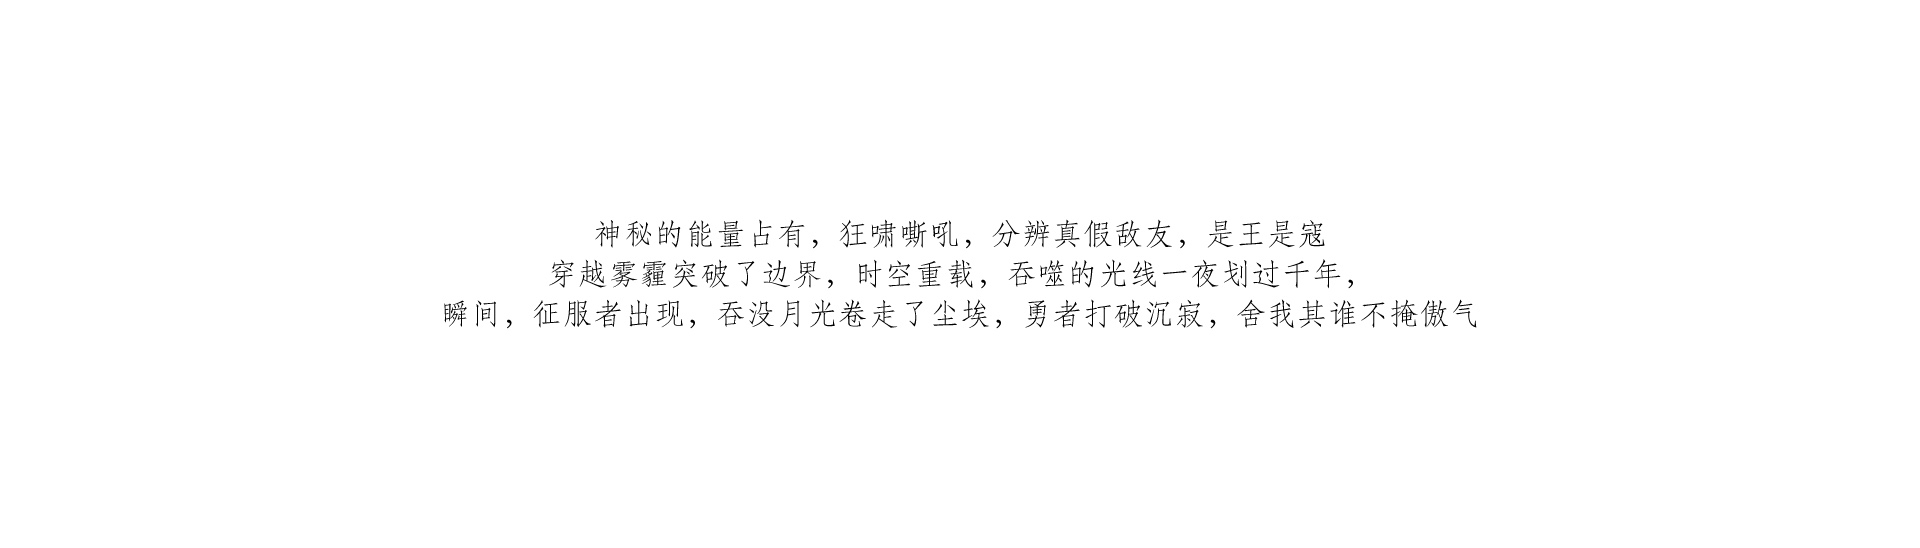 神秘的能量占有，狂啸嘶吼，分辨真假敌友，是王是寇
穿越雾霾突破了边界，时空重载，吞噬的光线一夜划过千年，
瞬间，征服者出现，吞没月光卷走了尘埃，勇者打破沉寂，舍我其谁不掩傲气